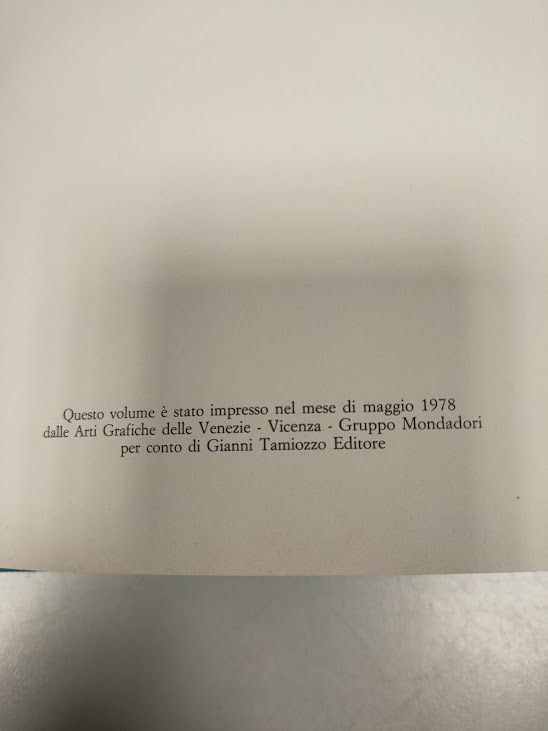 Questo volume è stato impresso nel mese di maggio 1978
dalle Arti Grafiche delle Venezie - Vicenza - Gruppo Mondadori
per conto di Gianni Tamiozzo Editore